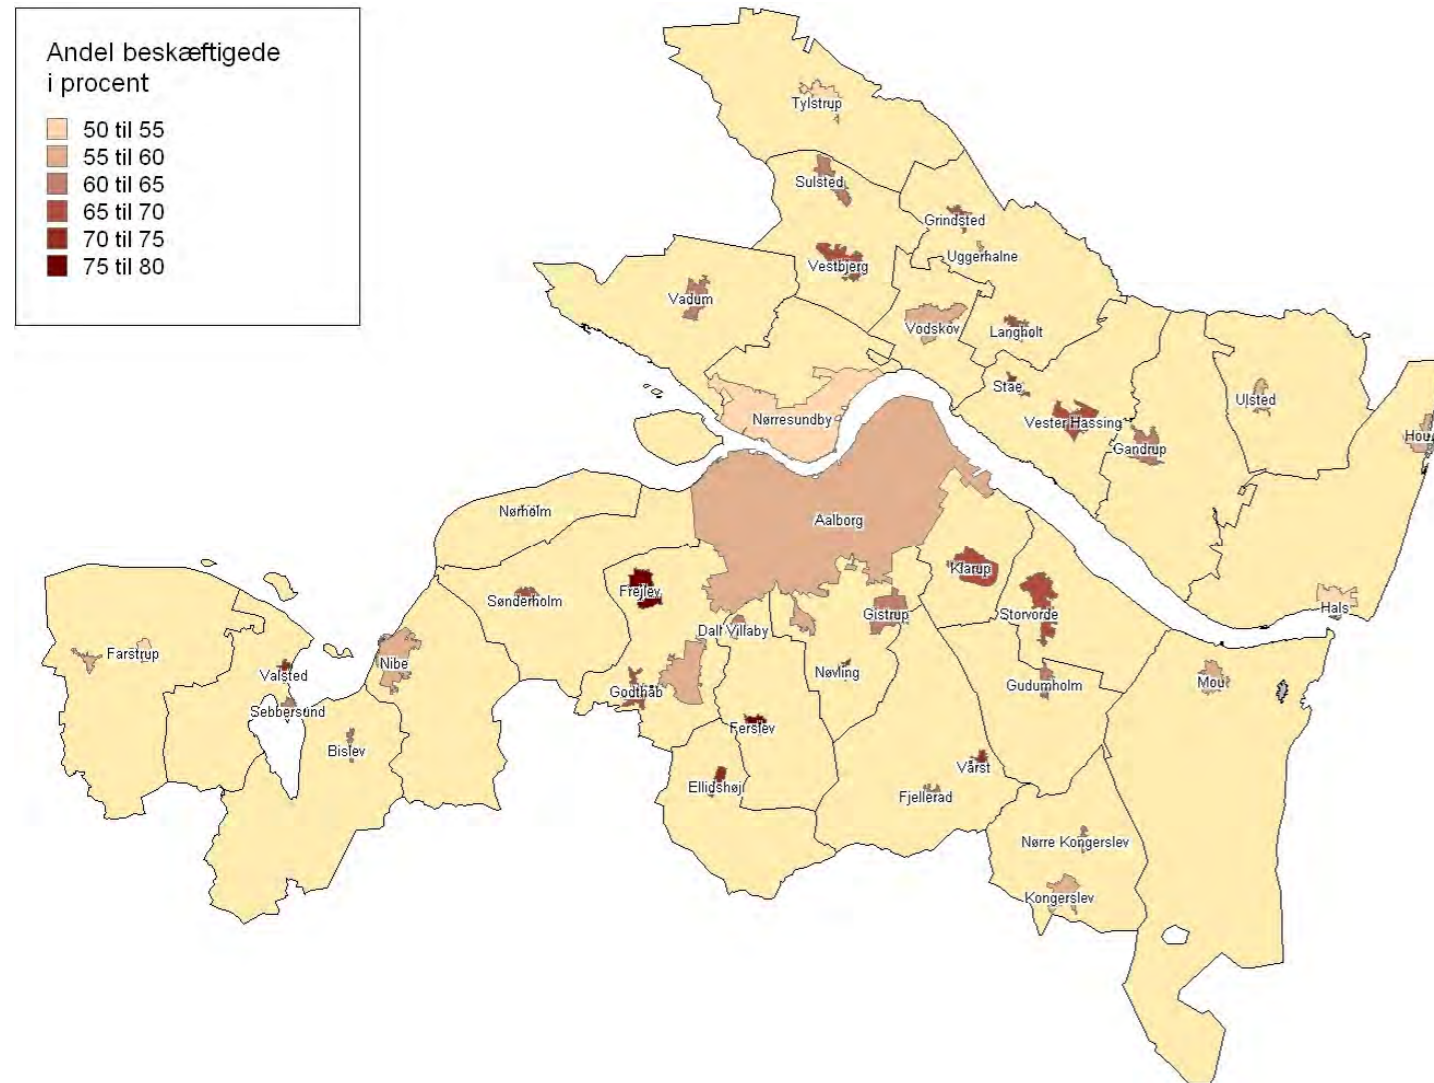 Andel beskæftigede
i procent
50 til 55
55 til 60
60 til 65
65 til 70
70 til 75
75 til 80
Tylstrup
Sulsted
Grindsted
Uggerhalne
Vestbjerg
Vadum
Vodskov
Langholt
Stae
Ulsted
Nørresundby
Vester Hassing
Gandrup
Hou
Nørholm
Aalborg
Klarup
Frejlev
Sønderholm
Hals
Gistrup
Storvorde
Dall Villaby
Farstrup
Nibe
Valsted
Nøvling
Mou
Gudumholm
Godthåb
Sebbersund
Ferslev
Bislev
Vårst
Ellidshøj
Fjellerad
Nørre Kongerslev
Kongerslev